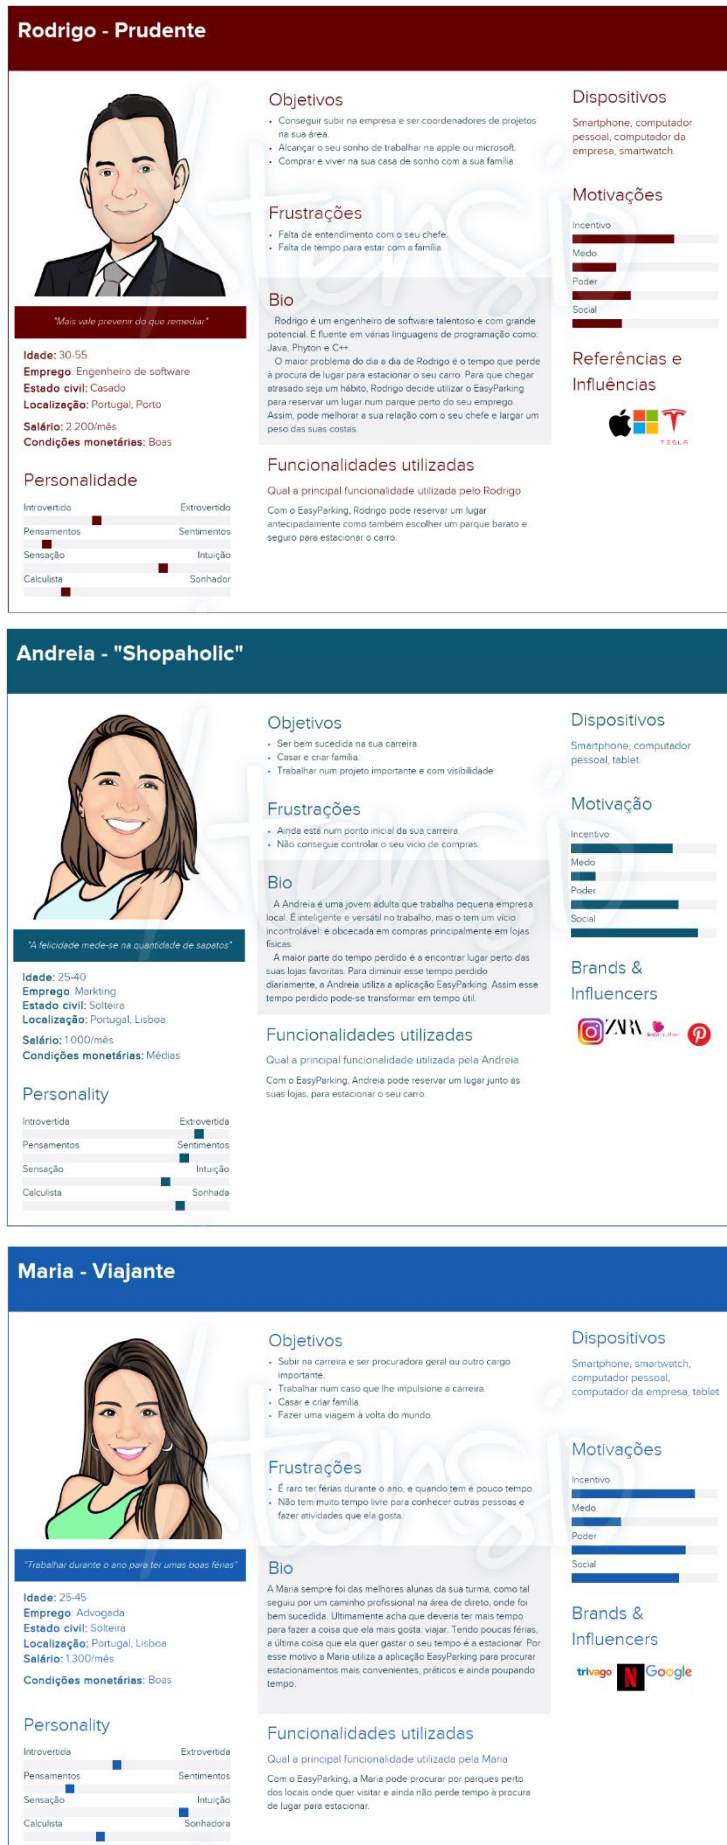 Rodrigo - Prudente
"Mais vale prevenir do que remediar"
Idade: 30-55
Emprego: Engenheiro de software
Estado civil: Casado
Localização: Portugal, Porto
Salário: 2.200/mês
Condições monetárias: Boas
Personalidade
Introvertido Extrovertido
Pensamentos Sentimentos
Sensação Intuição
Calculista Sonhador
Objetivos
• Conseguir subir na empresa e ser coordenadores de projetos
na sua área.
• Alcançar o seu sonho de trabalhar na apple ou microsoft.
• Comprar e viver na sua casa de sonho com a sua família.
Frustrações
• Falta de entendimento com o seu chefe.
• Falta de tempo para estar com a família.
Bio
Rodrigo é um engenheiro de software talentoso e com grande
potencial. É fluente em várias linguagens de programação como:
Java, Phyton e C++.
O maior problema do dia a dia de Rodrigo é o tempo que perde
à procura de lugar para estacionar o seu carro. Para que chegar
atrasado seja um hábito, Rodrigo decide utilizar o EasyParking
para reservar um lugar num parque perto do seu emprego.
Assim, pode melhorar a sua relação com o seu chefe e largar um
peso das suas costas.
Funcionalidades utilizadas
Qual a principal funcionalidade utilizada pelo Rodrigo
Com o EasyParking, Rodrigo pode reservar um lugar
antecipadamente como também escolher um parque barato e
seguro para estacionar o carro.
Dispositivos
Smartphone, computador
pessoal, computador da
empresa, smartwatch.
Motivações
Incentivo
Medo
Poder
Social
Referências e
Influências
TESLA
Andreia - "Shopaholic"
"A felicidade mede-se na quantidade de sapatos"
Idade: 25-40
Emprego: Markting
Estado civil: Solteira
Localização: Portugal, Lisboa
Salário: 1.000/mês
Condições monetárias: Médias
Personality
Introvertida Extrovertida
Pensamentos Sentimentos
Sensação Intuição
Calculista Sonhada
Objetivos
• Ser bem sucedida na sua carreira
• Casar e criar família.
• Trabalhar num projeto importante e com visibilidade
Frustrações
• Ainda está num ponto inicial da sua carreira.
• Não consegue controlar o seu vício de compras.
Bio
A Andreia é uma jovem adulta que trabalha pequena empresa
local. É inteligente e versátil no trabalho, mas o tem um vício
incontrolável: é obcecada em compras principalmente em lojas
físicas.
A maior parte do tempo perdido é a encontrar lugar perto das
suas lojas favoritas. Para diminuir esse tempo perdido
diariamente, a Andreia utiliza a aplicação EasyParking. Assim esse
tempo perdido pode-se transformar em tempo útil.
Funcionalidades utilizadas
Qual a principal funcionalidade utilizada pela Andreia
Com o EasyParking, Andreia pode reservar um lugar junto ás
suas lojas, para estacionar o seu carro.
Dispositivos
Smartphone, computador
pessoal, tablet.
Motivação
Incentivo
Medo
Poder
Social
Brands &
Influencers
ZARA
Maria - Viajante
"Trabalhar durante o ano para ter umas boas férias"
Idade: 25-45
Emprego: Advogada
Estado civil: Solteira
Localização: Portugal, Lisboa
Salário: 1.300/mês
Condições monetárias: Boas
Personality
Introvertida Extrovertida
Pensamentos Sentimentos
Sensação Intuição
Calculista Sonhadora
Objetivos
• Subir na carreira e ser procuradora geral ou outro cargo
importante.
• Trabalhar num caso que lhe impulsione a carreira.
• Casar e criar família.
• Fazer uma viagem à volta do mundo.
Frustrações
• É raro ter férias durante o ano, e quando tem é pouco tempo.
• Não tem muito tempo livre para conhecer outras pessoas e
fazer atividades que ela gosta.
Bio
A Maria sempre foi das melhores alunas da sua turma, como tal
seguiu por um caminho profissional na área de direto, onde foi
bem sucedida. Ultimamente acha que deveria ter mais tempo
para fazer a coisa que ela mais gosta: viajar. Tendo poucas férias,
a última coisa que ela quer gastar o seu tempo é a estacionar. Por
esse motivo a Maria utiliza a aplicação EasyParking para procurar
estacionamentos mais convenientes, práticos e ainda poupando
tempo.
Funcionalidades utilizadas
Qual a principal funcionalidade utilizada pela Maria
Com o EasyParking, a Maria pode procurar por parques perto
dos locais onde quer visitar e ainda não perde tempo à procura
de lugar para estacionar.
Dispositivos
Smartphone, smartwatch,
computador pessoal,
computador da empresa, tablet
Motivações
Incentivo
Medo
Poder
Social
Brands &
Influencers
trivago N Google